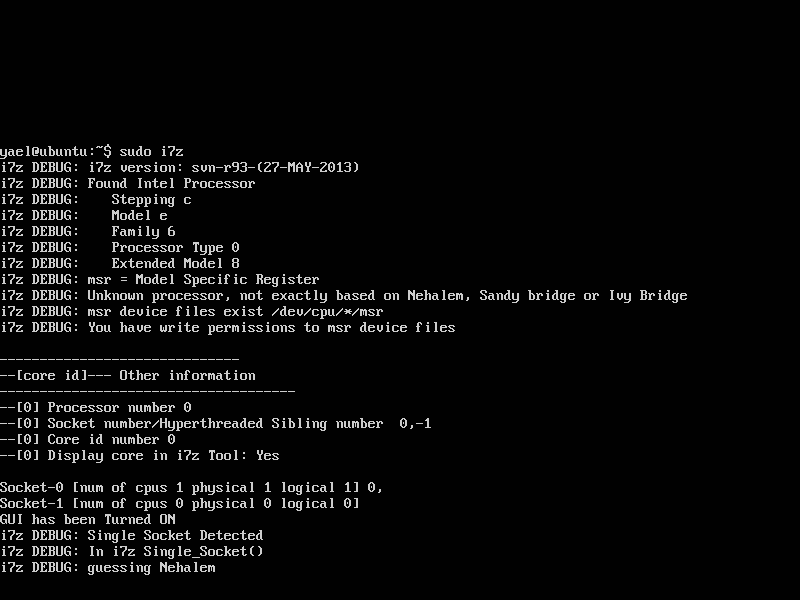 yael@ubuntu:~$ sudo i7z
i7z DEBUG: i7z version: svn-r93-(27-MAY-2013)
i7z DEBUG: Found Intel Processor
i7z DEBUG:    Stepping c
i7z DEBUG:    Model e
i7z DEBUG:    Family 6
i7z DEBUG:    Processor Type 0
i7z DEBUG:    Extended Model 8
i7z DEBUG: msr = Model Specific Register
i7z DEBUG: Unknown processor, not exactly based on Nehalem, Sandy bridge or Ivy Bridge
i7z DEBUG: msr device files exist /dev/cpu/*/msr
i7z DEBUG: You have write permissions to msr device files
------------------------------
--[core id]--- Other information
-------------------------------------
--[0] Processor number 0
--[0] Socket number/Hyperthreaded Sibling number  0,-1
--[0] Core id number 0
--[0] Display core in i7z Tool: Yes
Socket-0 [num of cpus 1 physical 1 logical 1] 0,
Socket-1 [num of cpus 0 physical 0 logical 0]
GUI has been Turned ON
i7z DEBUG: Single Socket Detected
i7z DEBUG: In i7z Single_Socket()
i7z DEBUG: guessing Nehalem